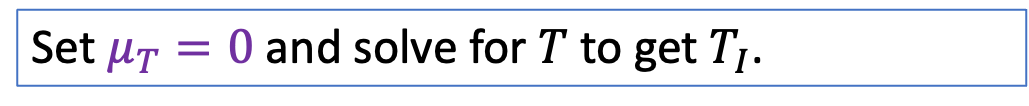 Set μ_T = 0 and solve for T to get T_I.